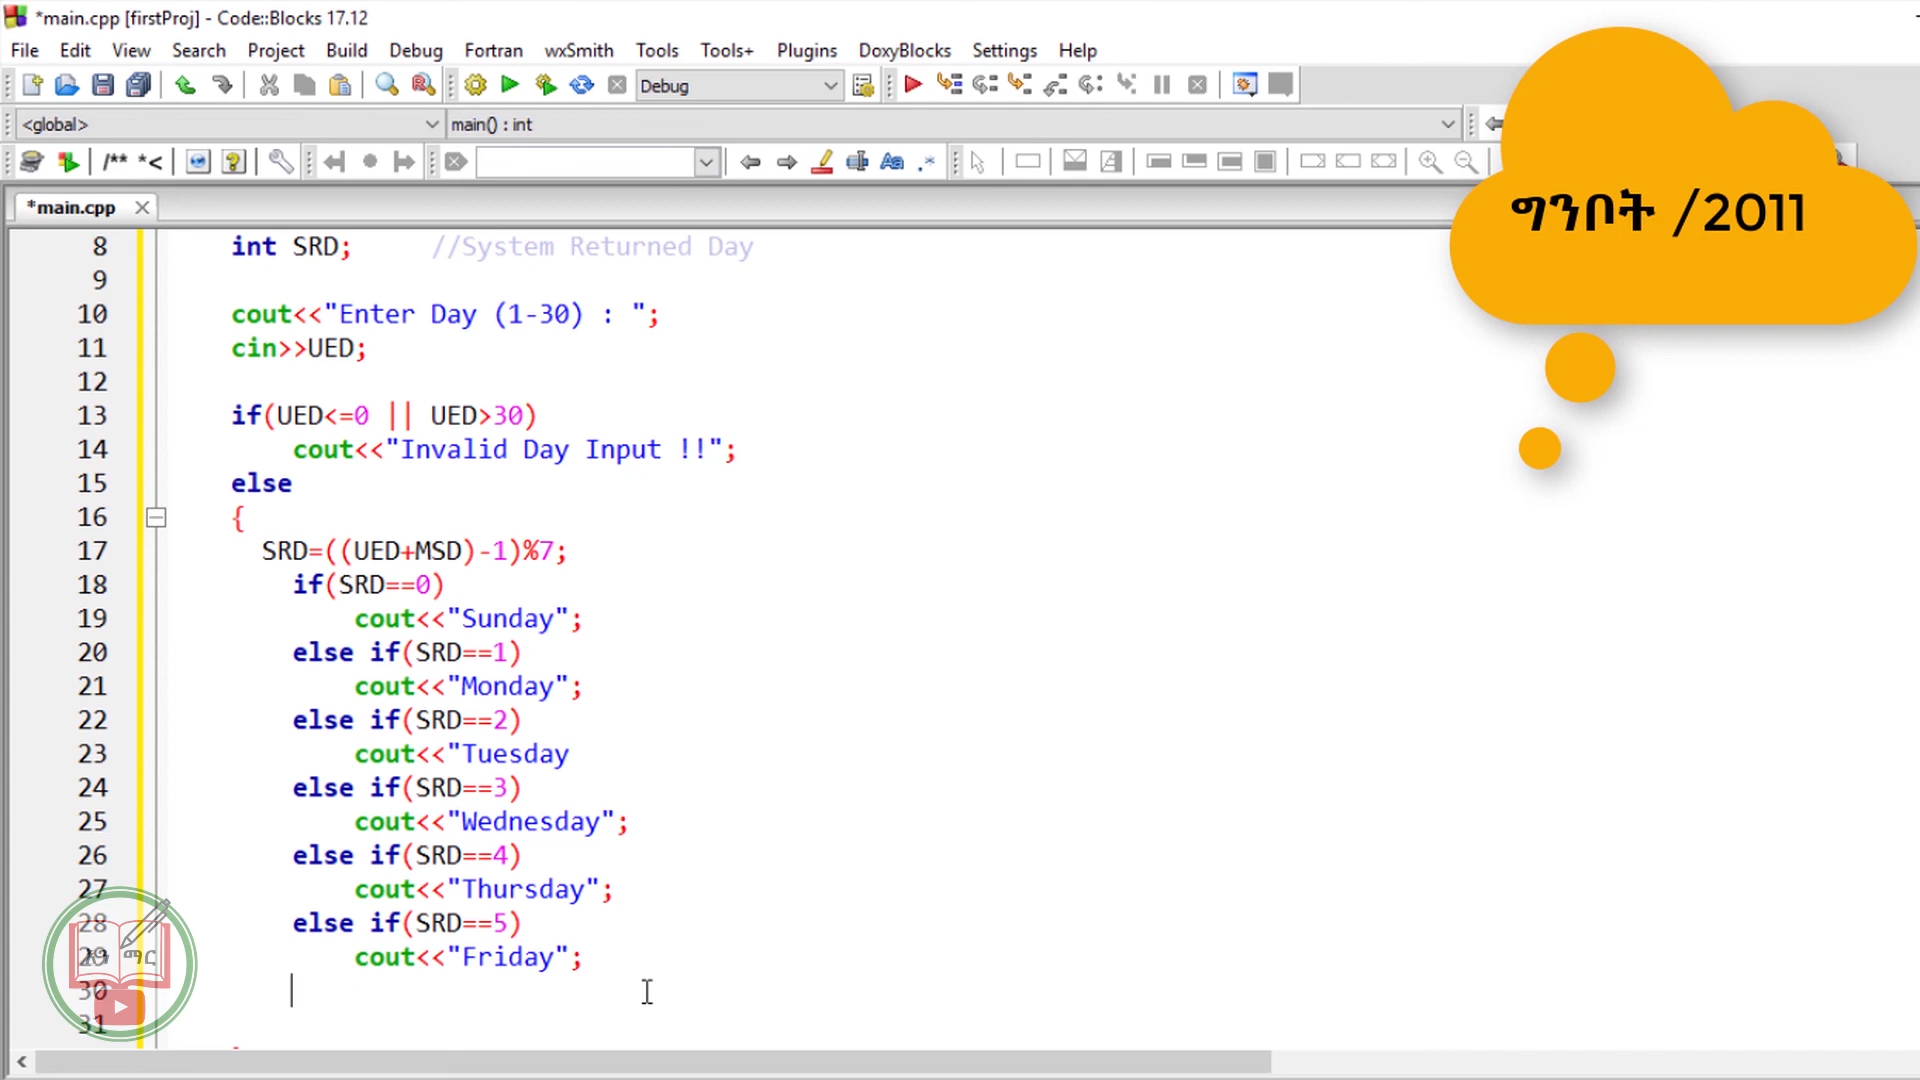 *main.cpp [firstProj] - Code::Blocks 17.12
File Edit View Search Project Build Debug Fortran wxSmith Tools Tools+ Plugins DoxyBlocks Settings Help
Debug
<global> main() : int
/** *<
*main.cpp
ግንቦት /2011
8 int SRD; //System Returned Day
9
10 cout<<"Enter Day (1-30) : ";
11 cin>>UED;
12
13 if(UED<=0 || UED>30)
14 cout<<"Invalid Day Input !!";
15 else
16 {
17 SRD=((UED+MSD)-1)%7;
18 if(SRD==0)
19 cout<<"Sunday";
20 else if(SRD==1)
21 cout<<"Monday";
22 else if(SRD==2)
23 cout<<"Tuesday
24 else if(SRD==3)
25 cout<<"Wednesday";
26 else if(SRD==4)
27 cout<<"Thursday";
28 else if(SRD==5)
29 cout<<"Friday";
30
31